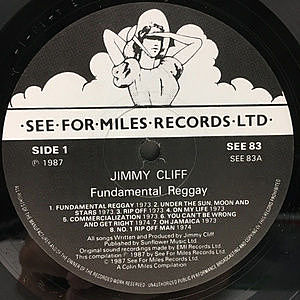 ·SEE·FOR·MILES·RECORDS·LTD·
SIDE 1
℗ 1987
SEE 83
SEE 83A
JIMMY CLIFF
Fundamental Reggay
1. FUNDAMENTAL REGGAY 1973 2. UNDER THE SUN, MOON AND
STARS 1973 3. RIP OFF 1973 4. ON MY LIFE 1973
5. COMMERCIALIZATION 1973 6. YOU CAN'T BE WRONG
AND GET RIGHT 1974 7. OH JAMAICA 1973
8. NO. 1 RIP OFF MAN 1974
All songs Written and Produced by Jimmy Cliff
Published by Sunflower Music Ltd.
Original sound recordings made by EMI Records Ltd.
This compilation ℗ 1987 by See For Miles Records Ltd.
© 1987 See For Miles Records Ltd.
A Colin Miles Compilation